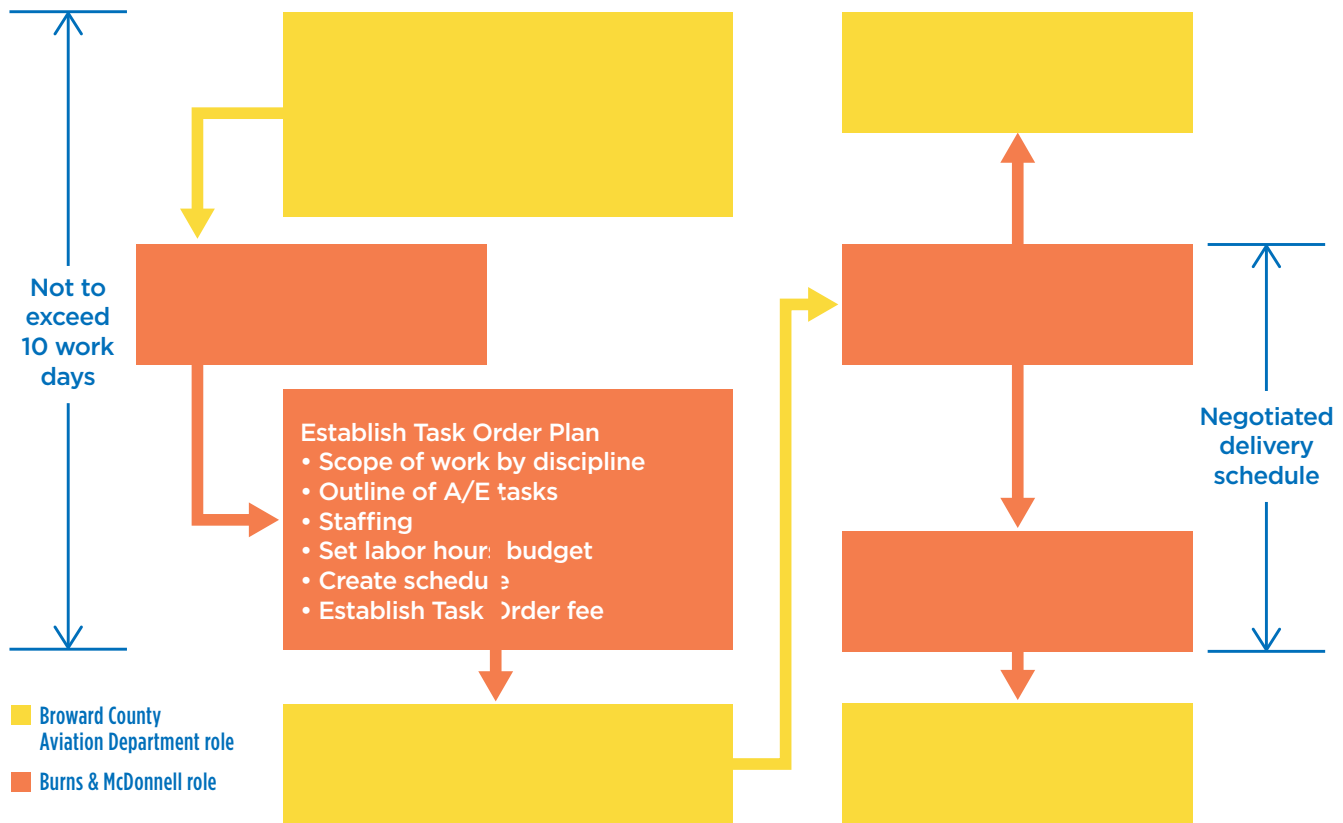 Not to
exceed
10 work
days
Establish Task Order Plan
• Scope of work by discipline
• Outline of A/E tasks
• Staffing
• Set labor hours budget
• Create schedule
• Establish Task Order fee
Negotiated
delivery
schedule
Broward County
Aviation Department role
Burns & McDonnell role